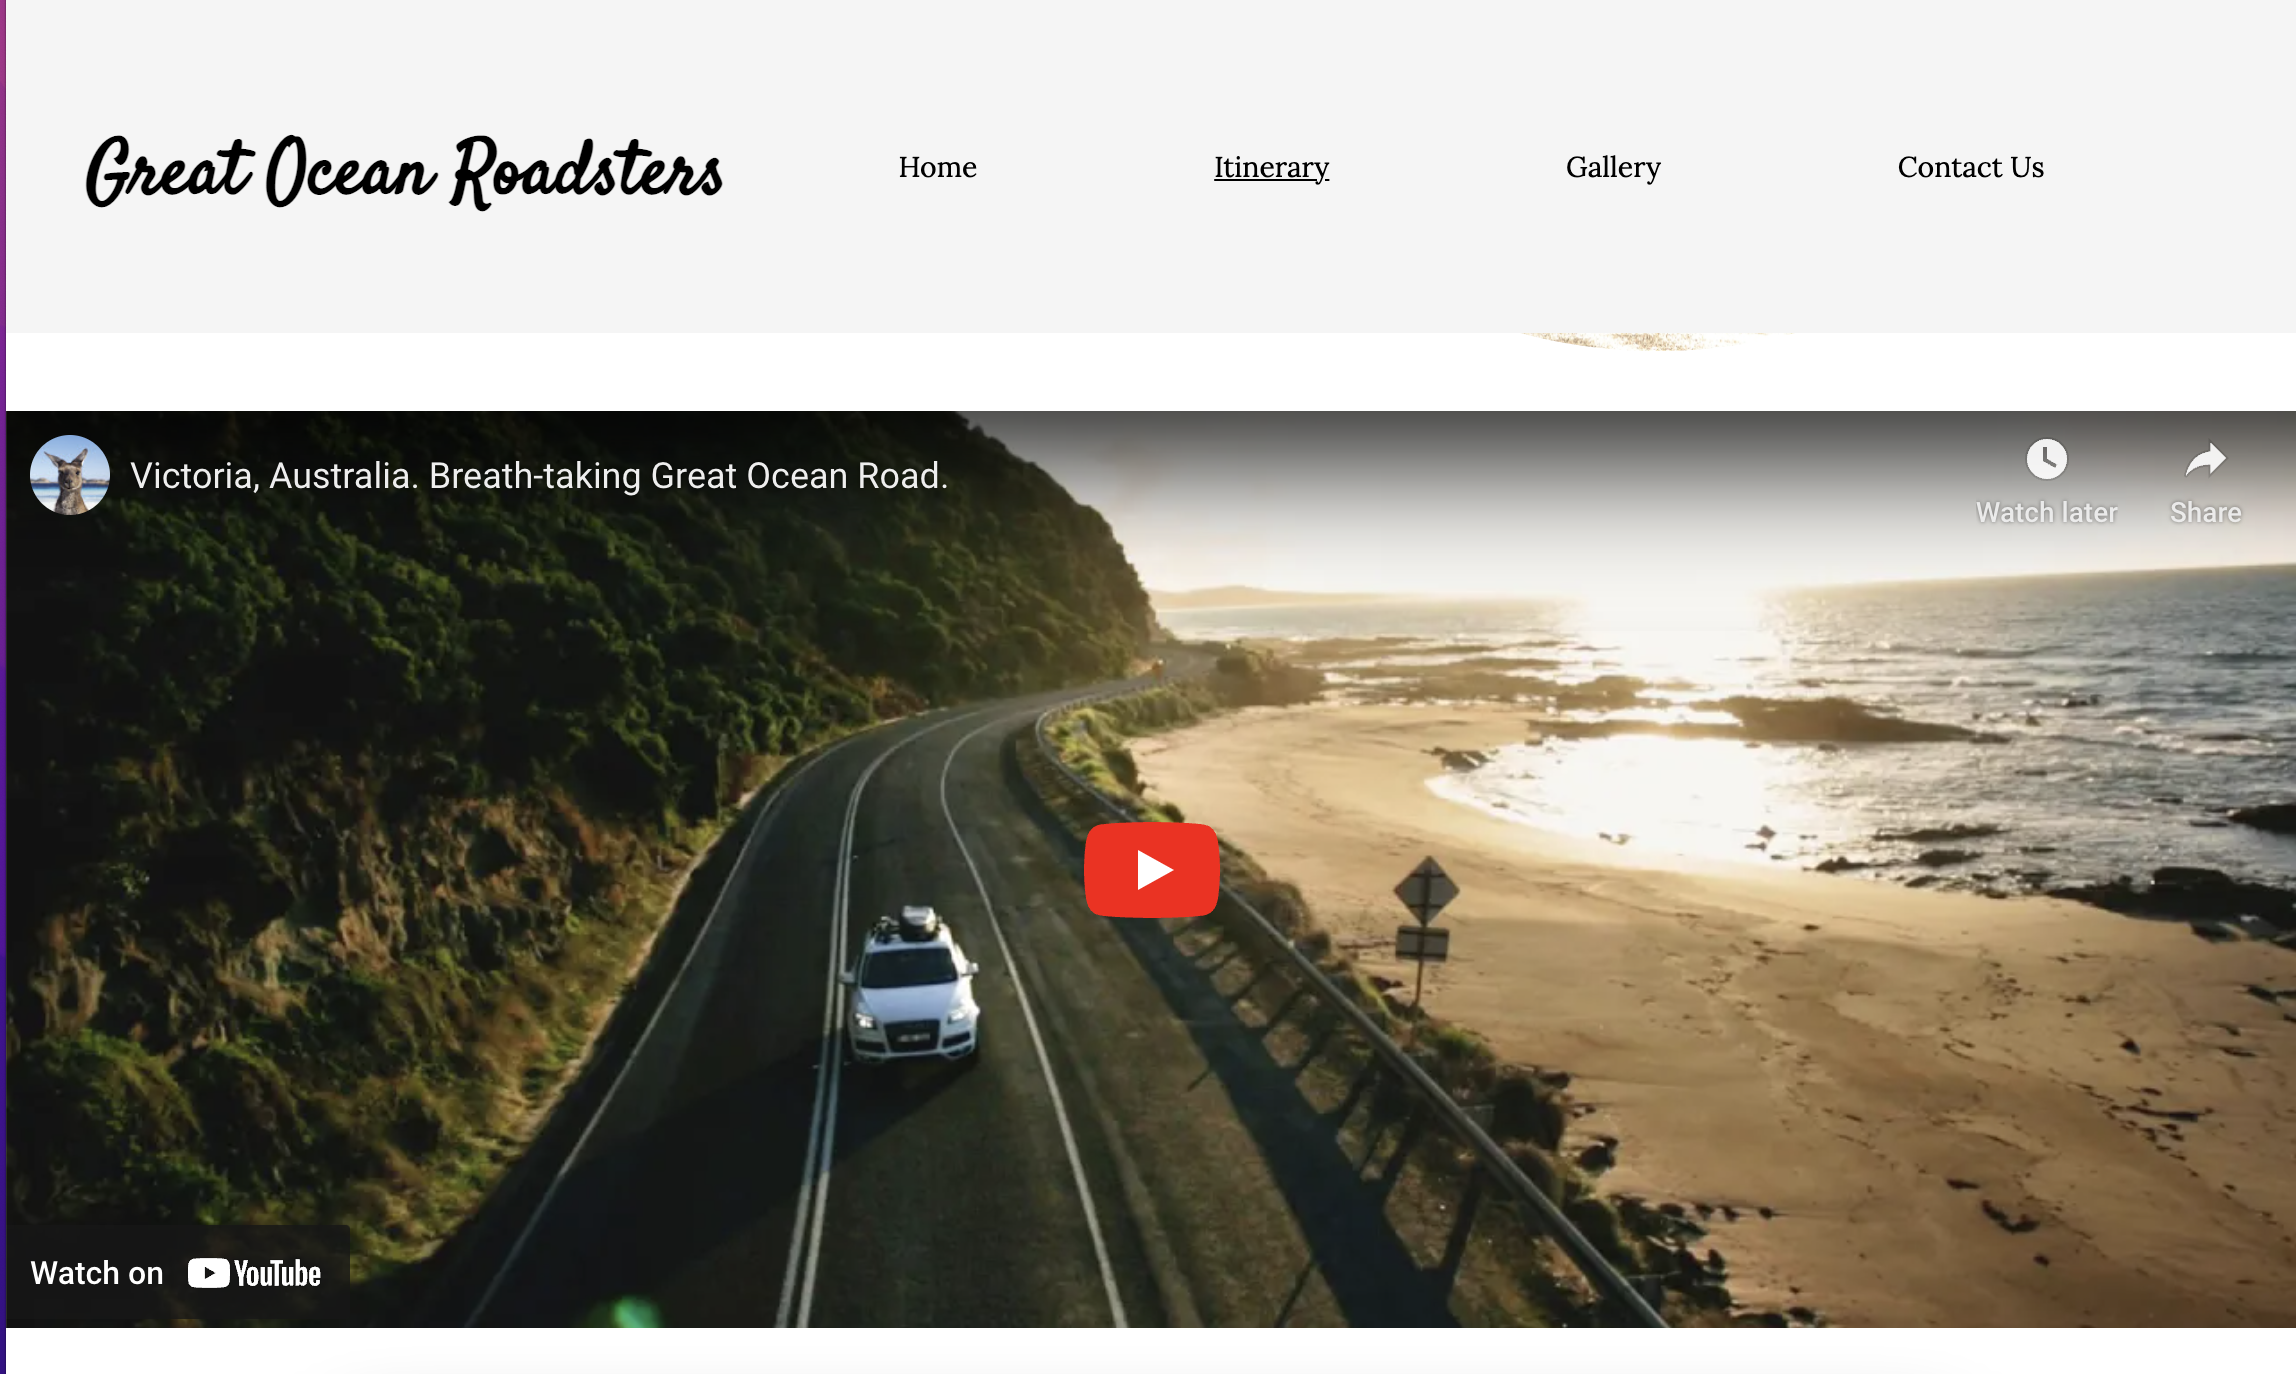 Great Ocean Roadsters
Home
Itinerary
Gallery
Contact Us
Victoria, Australia. Breath-taking Great Ocean Road.
Watch later
Share
Watch on YouTube